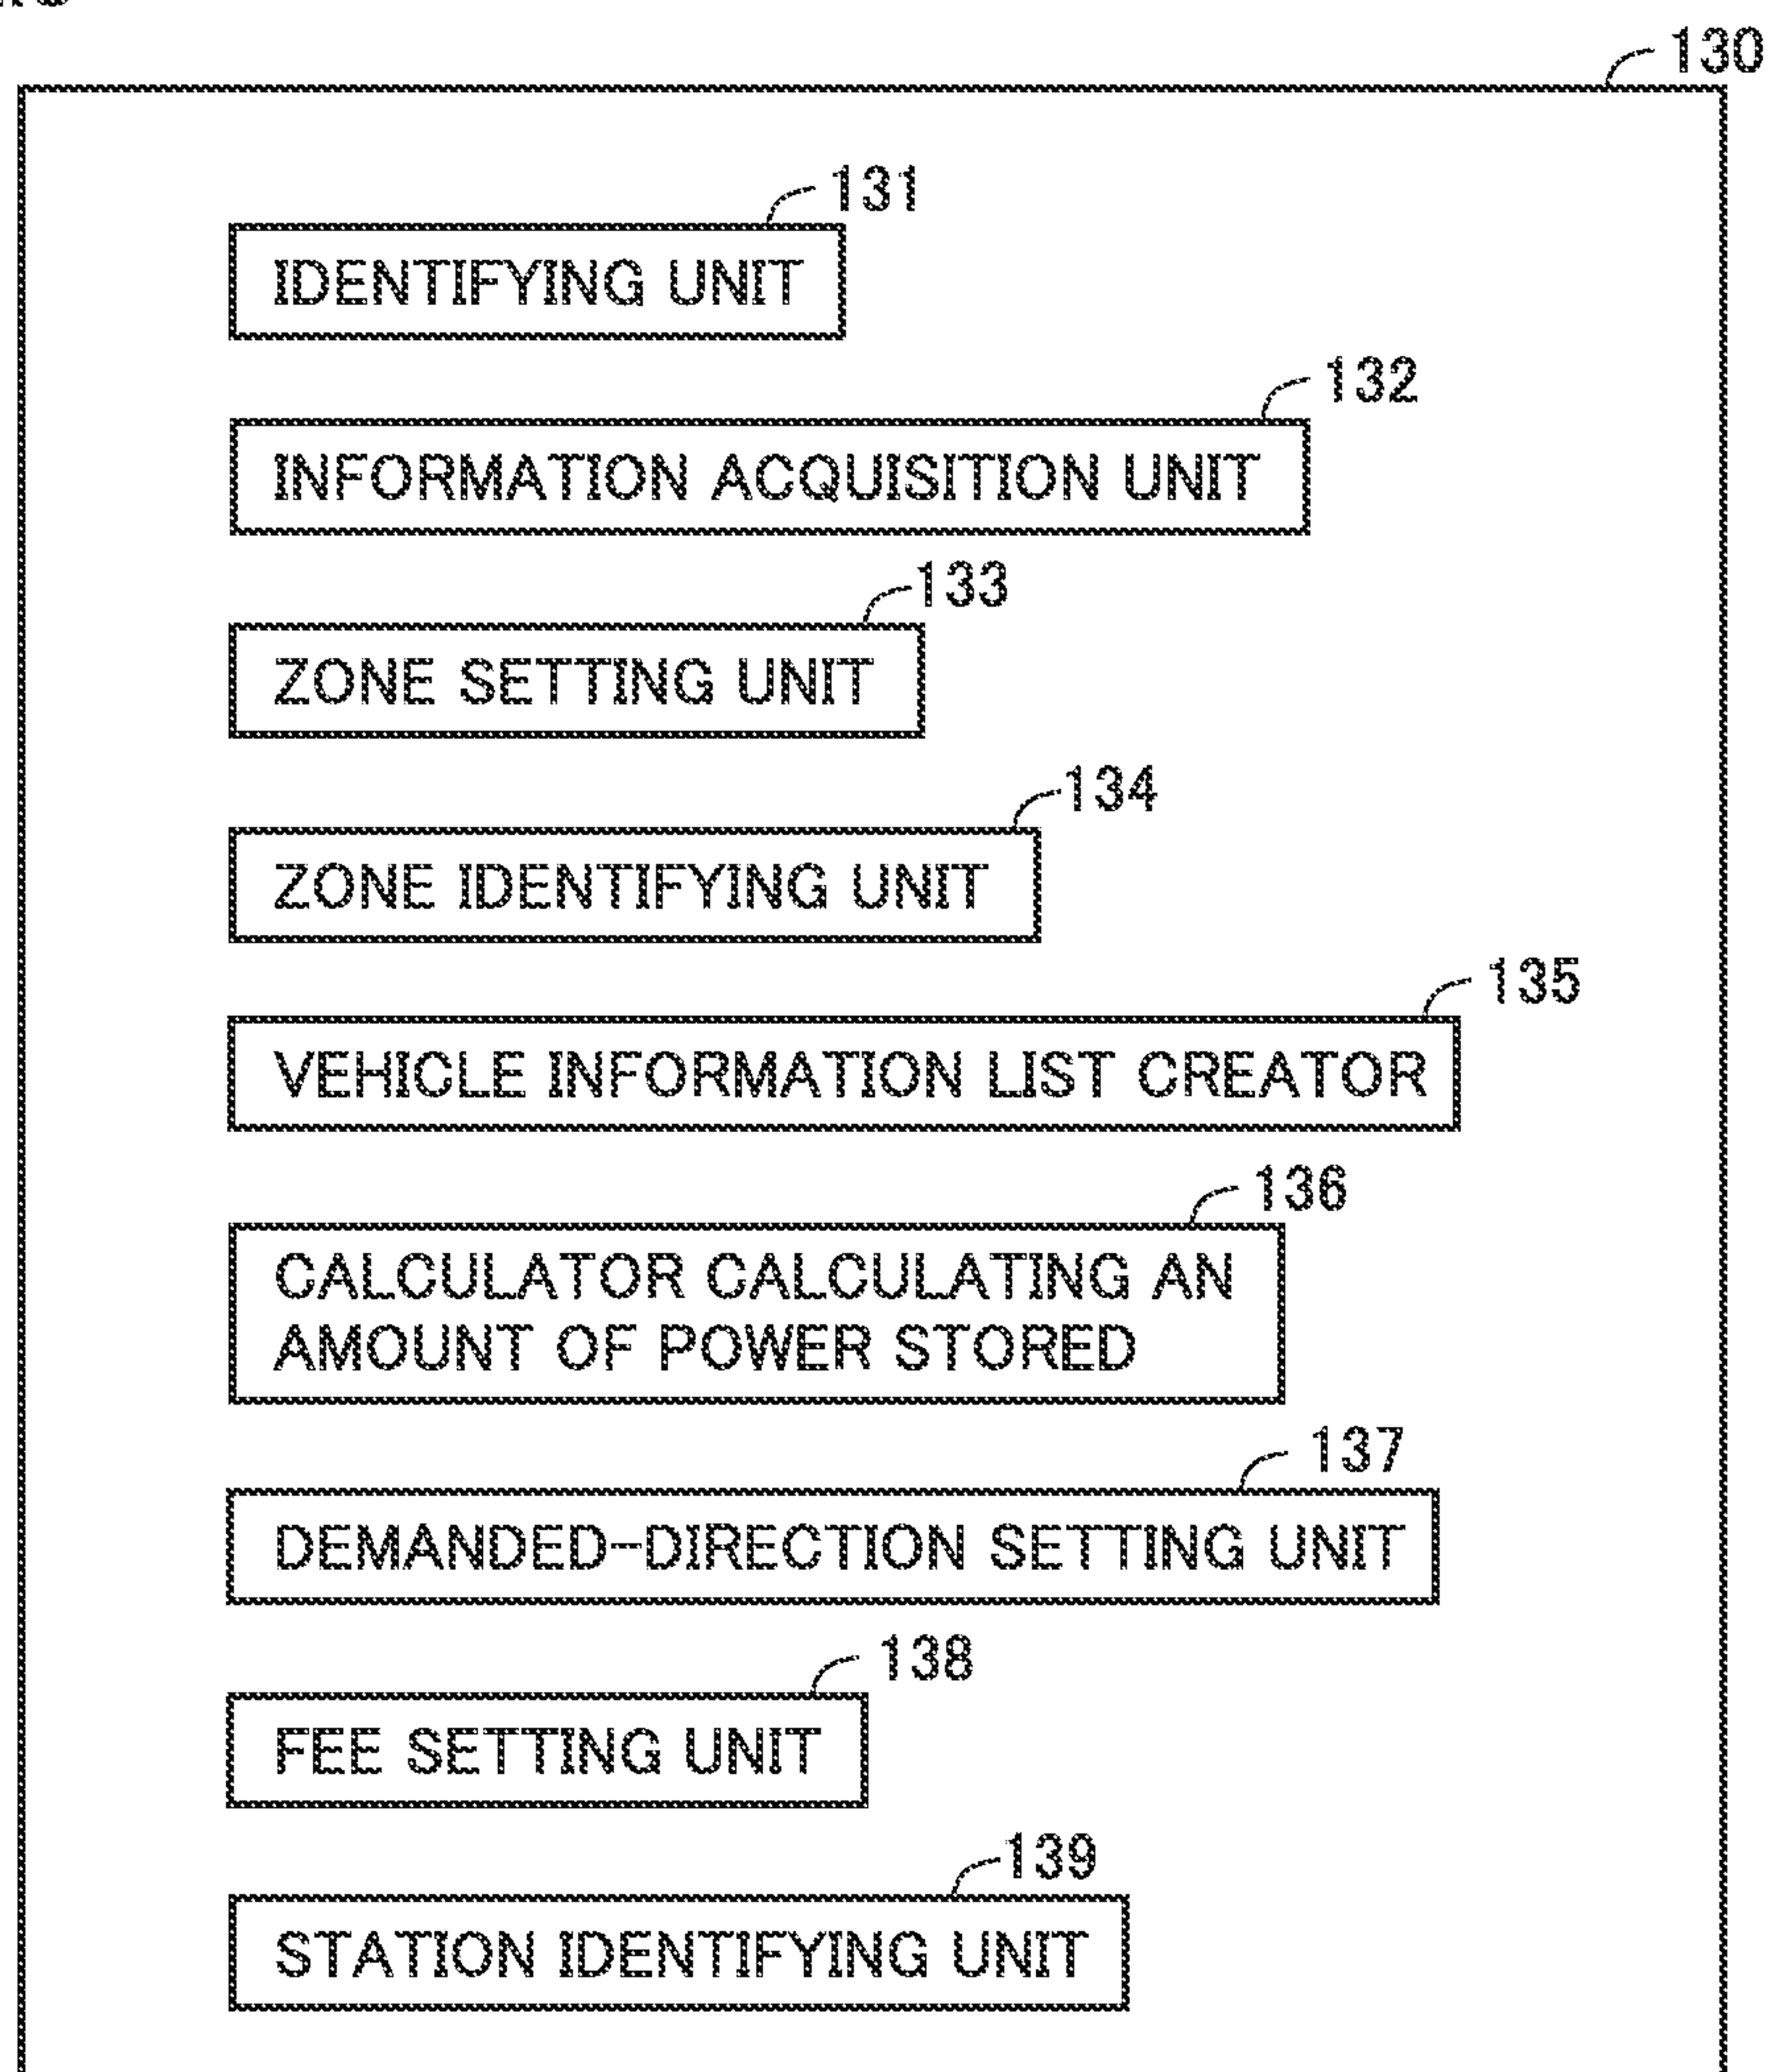 130
131
IDENTIFYING UNIT
132
INFORMATION ACQUISITION UNIT
133
ZONE SETTING UNIT
134
ZONE IDENTIFYING UNIT
135
VEHICLE INFORMATION LIST CREATOR
136
CALCULATOR CALCULATING AN
AMOUNT OF POWER STORED
137
DEMANDED-DIRECTION SETTING UNIT
138
FEE SETTING UNIT
139
STATION IDENTIFYING UNIT